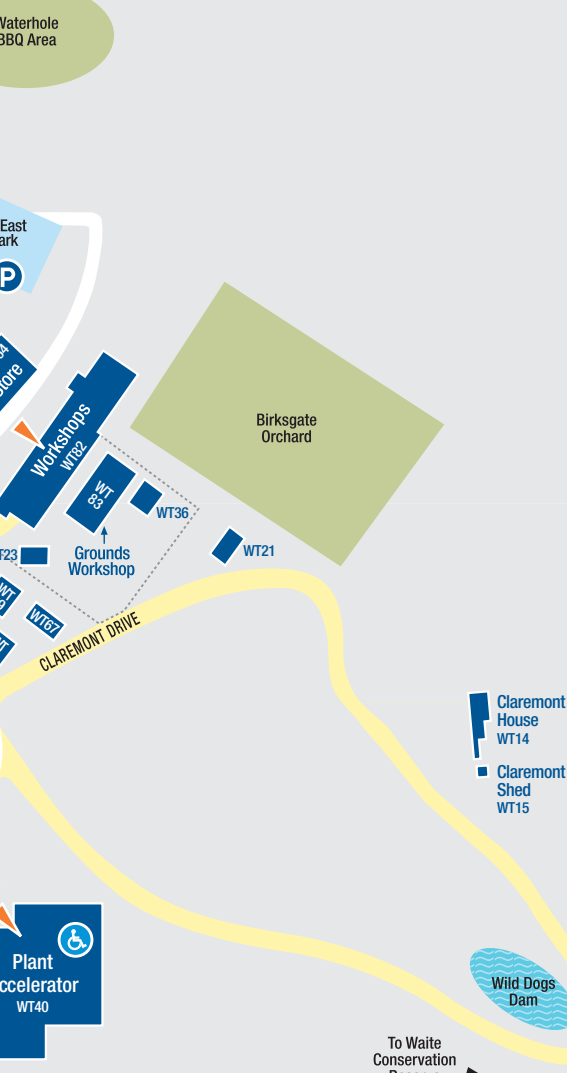 Waterhole
BBQ Area
East
ark
P
Store
Workshops
WT82
WT
83
WT36
Birksgate
Orchard
WT21
Grounds
Workshop
WT67
CLAREMONT DRIVE
Claremont
House
WT14
Claremont
Shed
WT15
Plant
ccelerator
WT40
Wild Dogs
Dam
To Waite
Conservation